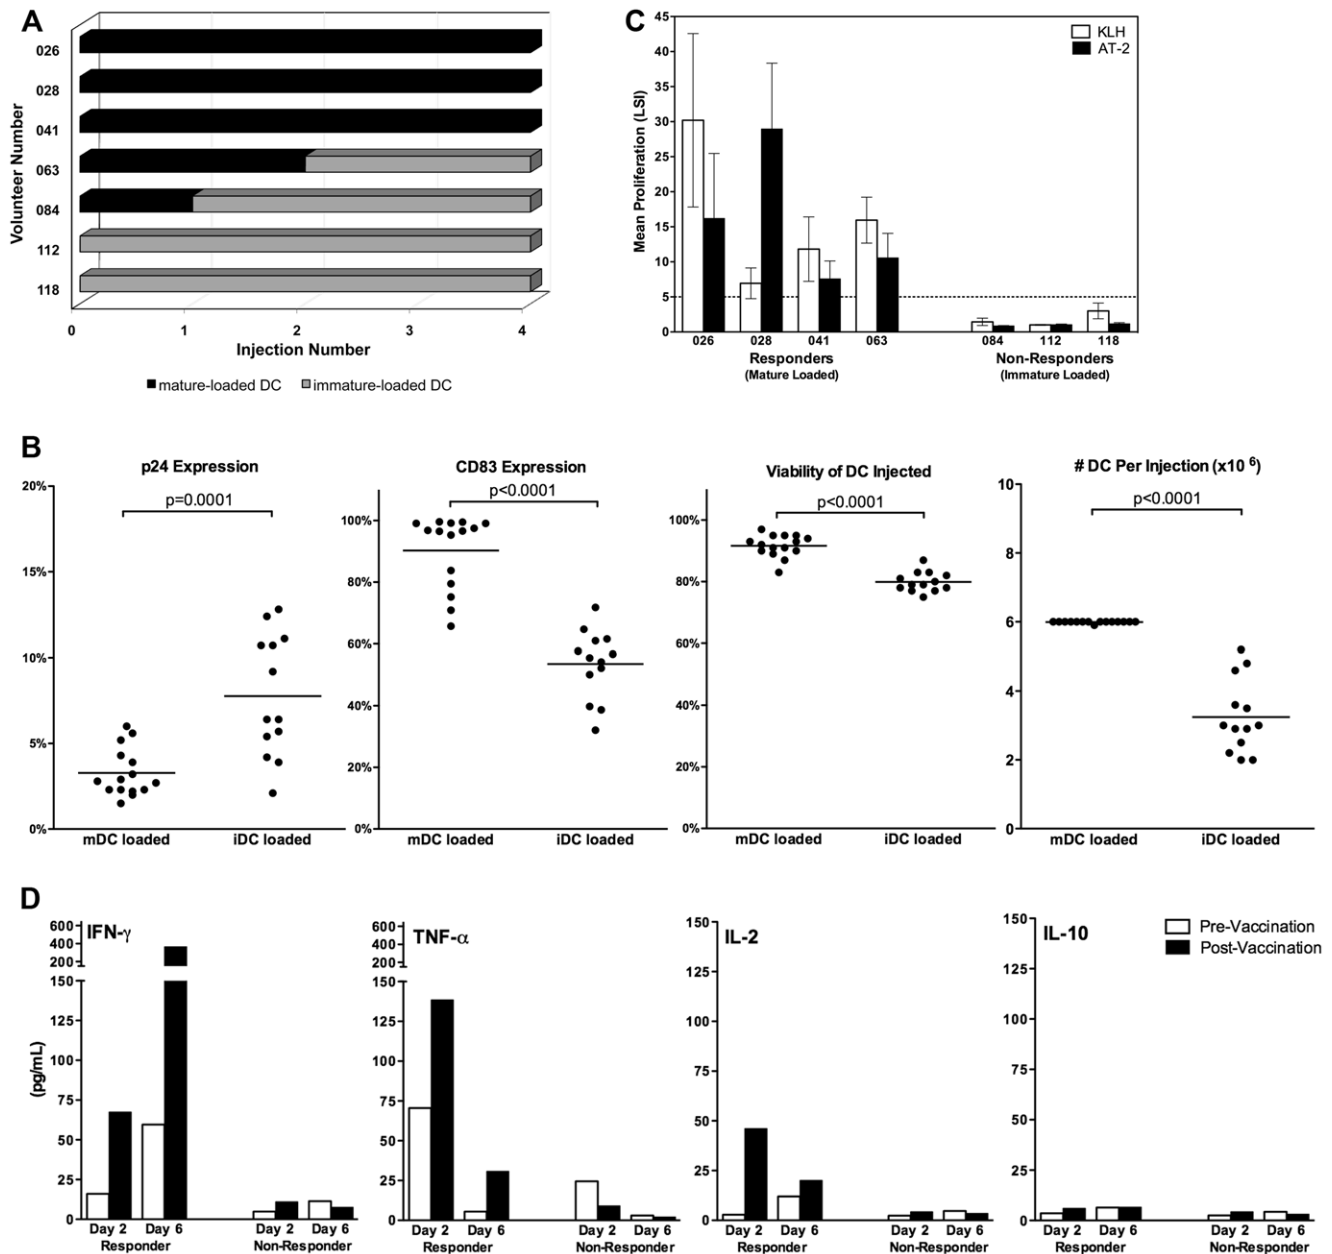 A
Volunteer Number
026
028
041
063
084
112
118
0 1 2 3 4
Injection Number
mature-loaded DC immature-loaded DC
C
Mean Proliferation (LSI)
45
40
35
30
25
20
15
10
5
0
KLH
AT-2
026 028 041 063 084 112 118
Responders Non-Responders
(Mature Loaded) (Immature Loaded)
B
p24 Expression
p=0.0001
20%
15%
10%
5%
0%
mDC loaded iDC loaded
CD83 Expression
p<0.0001
100%
80%
60%
40%
20%
0%
mDC loaded iDC loaded
Viability of DC Injected
p<0.0001
100%
80%
60%
40%
20%
0%
mDC loaded iDC loaded
# DC Per Injection (x10 6)
p<0.0001
10
8
6
4
2
0
mDC loaded iDC loaded
D
(pg/mL)
IFN-γ
600
400
200
150
125
100
75
50
25
0
Day 2 Day 6 Day 2 Day 6
Responder Non-Responder
TNF-α
600
400
200
150
125
100
75
50
25
0
Day 2 Day 6 Day 2 Day 6
Responder Non-Responder
IL-2
150
125
100
75
50
25
0
Day 2 Day 6 Day 2 Day 6
Responder Non-Responder
IL-10
150
125
100
75
50
25
0
Day 2 Day 6 Day 2 Day 6
Responder Non-Responder
Pre-Vaccination
Post-Vaccination